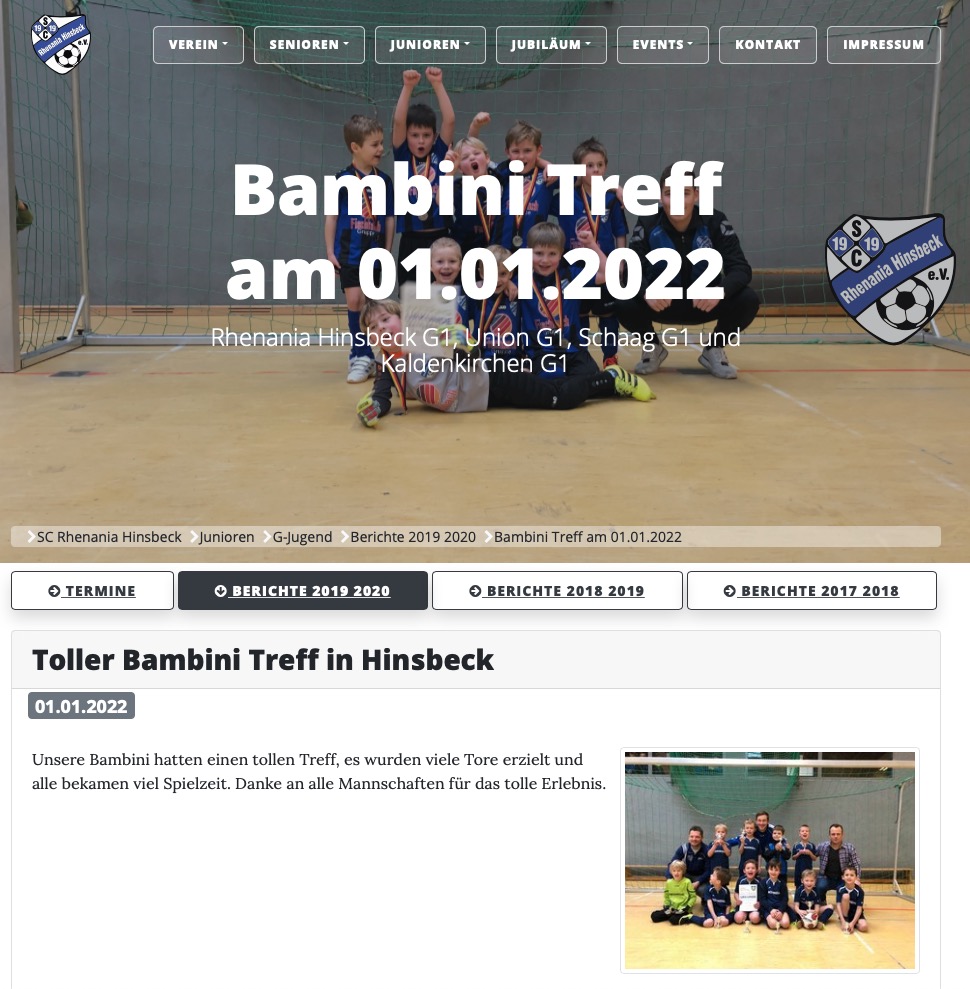 S
19 19
C
Rhenania Hinsbeck
e.V.
VEREIN
SENIOREN
JUNIOREN
JUBILÄUM
EVENTS
KONTAKT
IMPRESSUM
Bambini Treff
am 01.01.2022
Rhenania Hinsbeck G1, Union G1, Schaag G1 und
Kaldenkirchen G1
S
19 19
C
Rhenania Hinsbeck
e.V.
SC Rhenania Hinsbeck Junioren G-Jugend Berichte 2019 2020 Bambini Treff am 01.01.2022
TERMINE
BERICHTE 2019 2020
BERICHTE 2018 2019
BERICHTE 2017 2018
Toller Bambini Treff in Hinsbeck
01.01.2022
Unsere Bambini hatten einen tollen Treff, es wurden viele Tore erzielt und
alle bekamen viel Spielzeit. Danke an alle Mannschaften für das tolle Erlebnis.